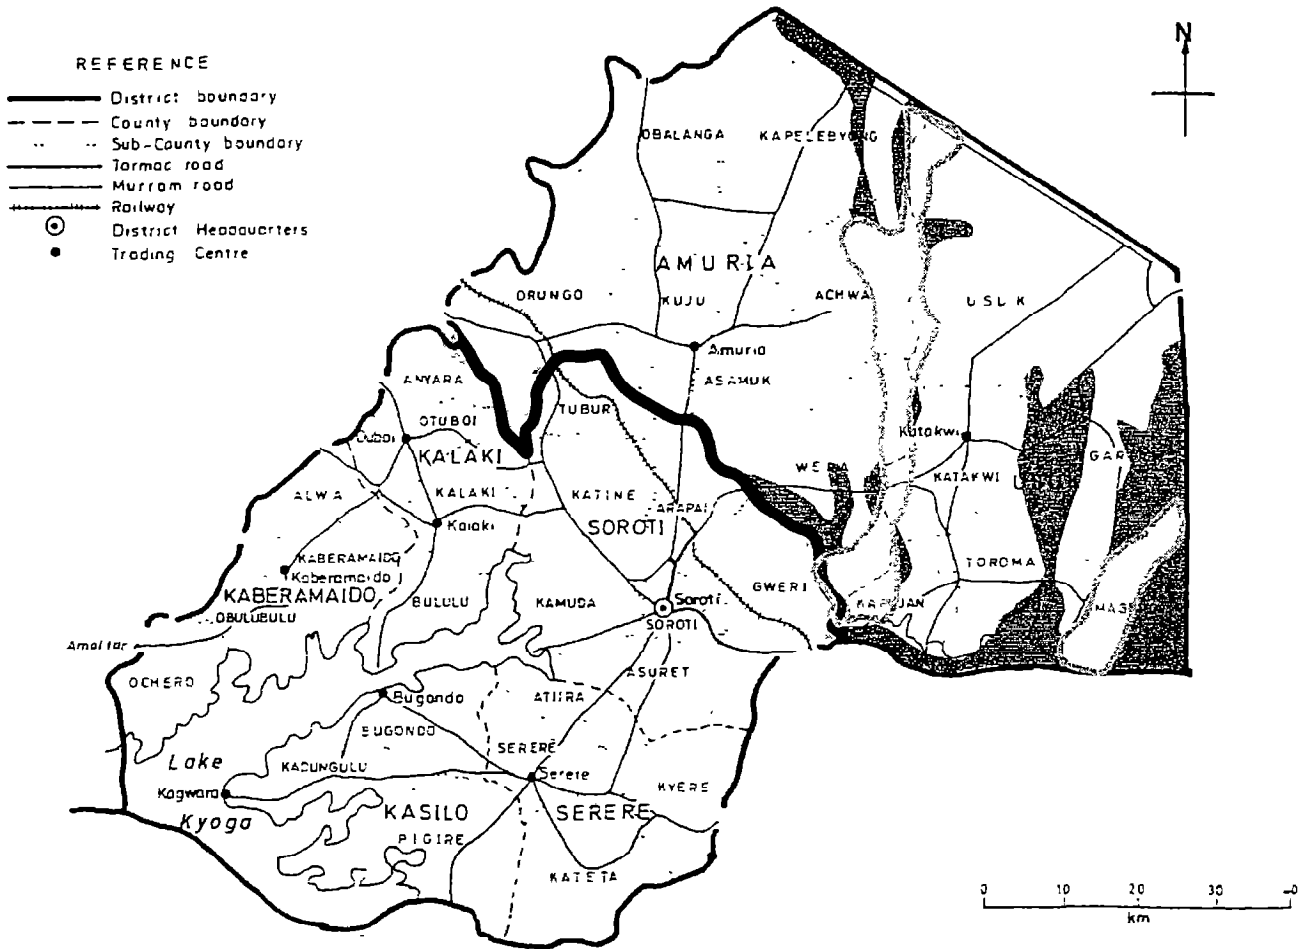 REFERENCE
District boundary
County boundary
Sub-County boundary
Tarmac road
Murram road
Railway
District Headquarters
Trading Centre
N
OBALANGA
KAPELEBYONG
AMURIA
ORUNGO
KUJU
ACHWA
USUK
Amuria
ASAMUK
ANYARA
OTUBOI
TUBUR
KALAKI
Katakwi
WERA
KATAKWI
GAR
ALWA
KALAKI
KATINE
ARAPAI
Kalaki
SOROTI
KABERAMAIDO
Kaberamaido
KABERAMAIDO
TOROMA
GWERI
BULULU
KAMUDA
Soroti
SOROTI
OBULUBULU
Amoltar
OCHERO
ASURET
Bugondo
ATIIRA
BUGONDO
SERERE
Lake
KADUNGULU
Serere
KYERE
Kagwara
Kyoga
KASILO
SERERE
PIGIRE
KATETA
0 10 20 30
km